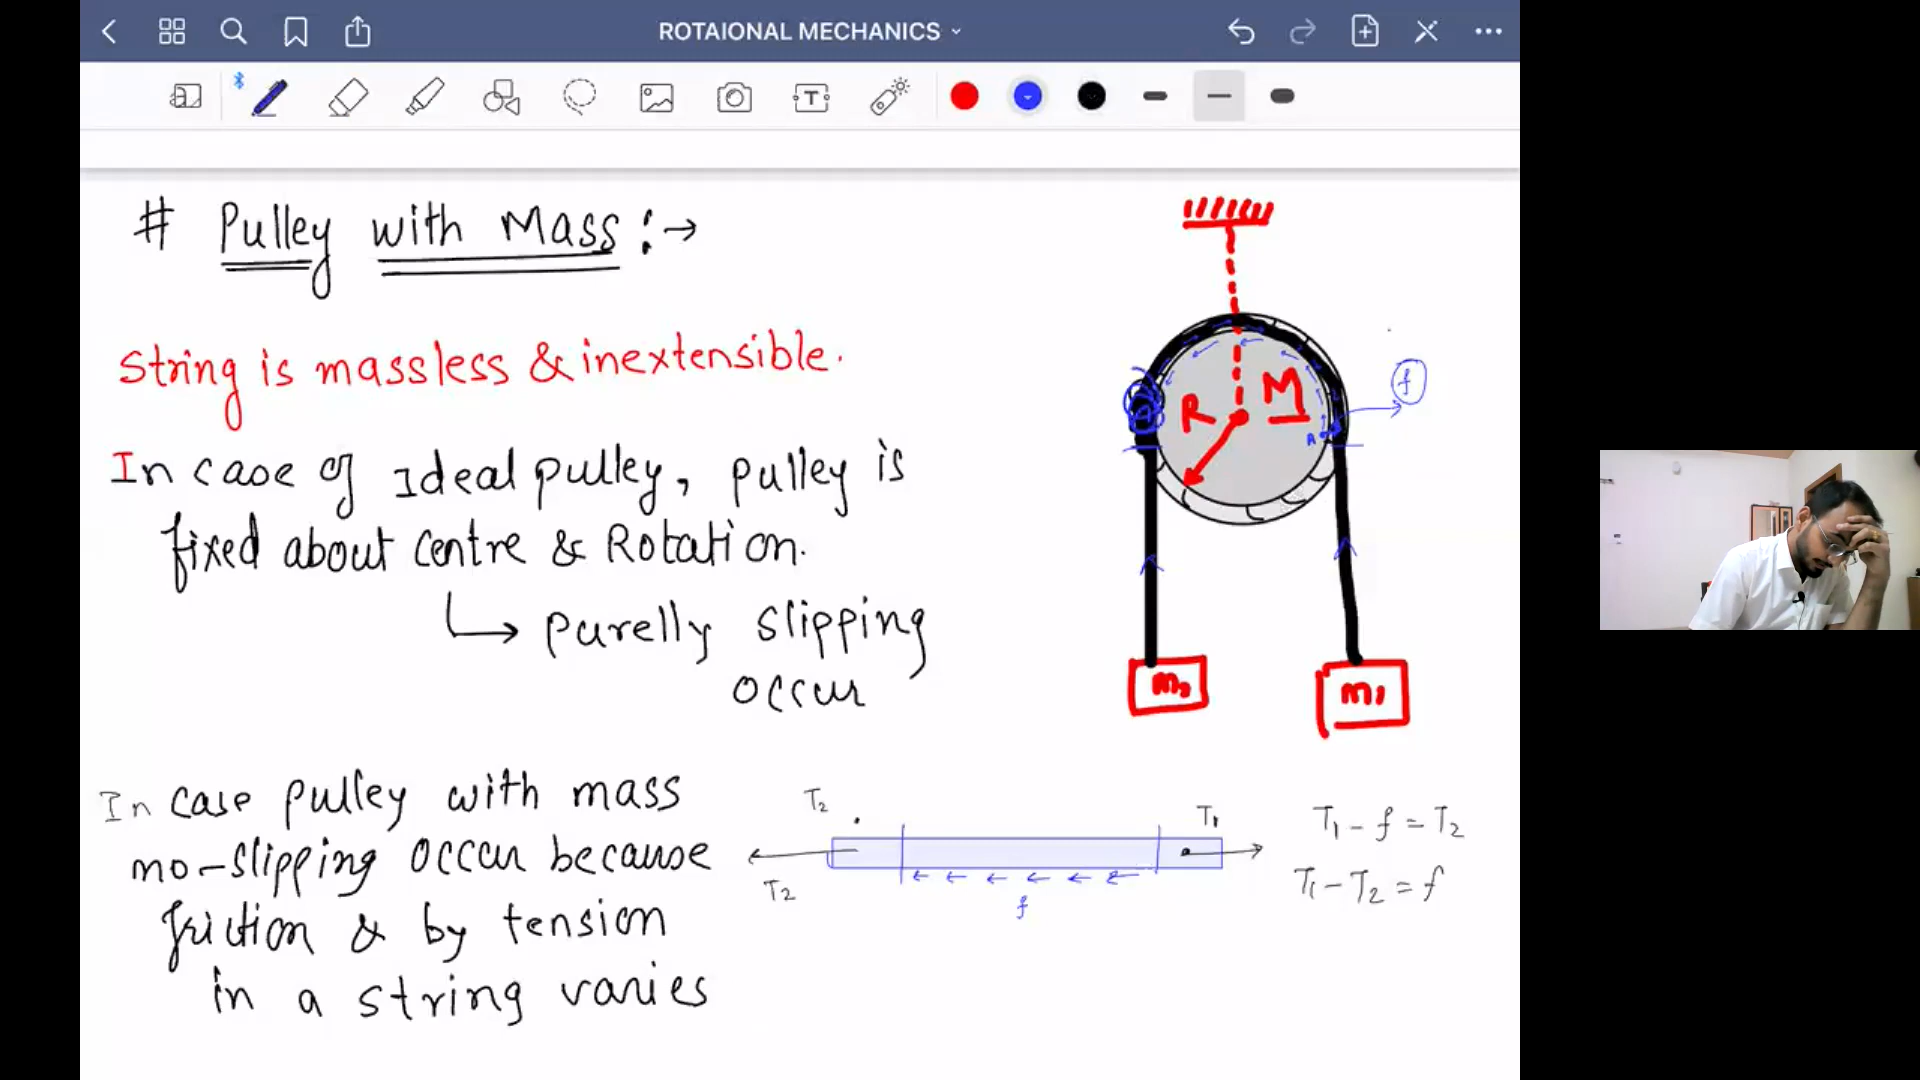 ROTAIONAL MECHANICS
# Pulley with Mass :→
String is massless & inextensible.
In case of Ideal pulley, pulley is
fixed about centre & Rotation.
↳ purelly slipping
occur
In case pulley with mass
no-slipping occur because
friction & by tension
in a string varies
R M
f
A
m2
m1
T2
T1
T2
f
T1 - f = T2
T1 - T2 = f